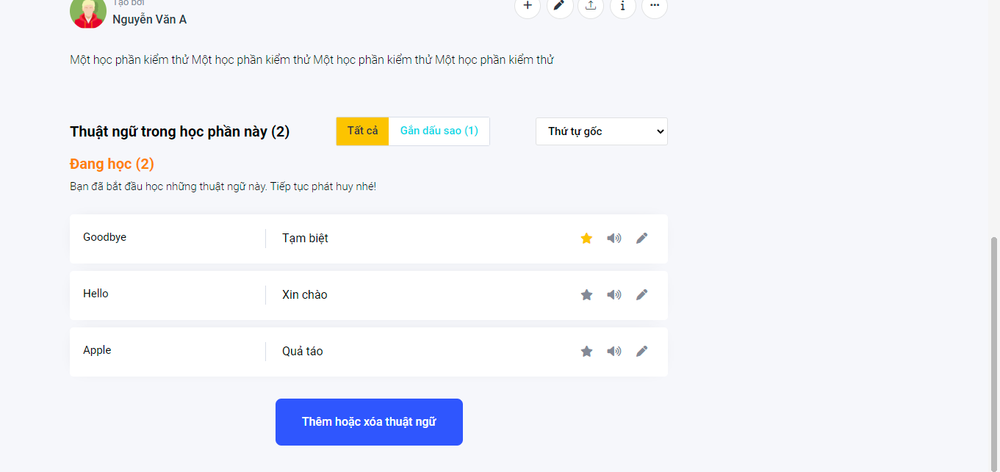 Tạo bởi
Nguyễn Văn A
Một học phần kiểm thử Một học phần kiểm thử Một học phần kiểm thử Một học phần kiểm thử
Thuật ngữ trong học phần này (2)
Tất cả
Gắn dấu sao (1)
Thứ tự gốc
Đang học (2)
Bạn đã bắt đầu học những thuật ngữ này. Tiếp tục phát huy nhé!
Goodbye
Tạm biệt
Hello
Xin chào
Apple
Quả táo
Thêm hoặc xóa thuật ngữ